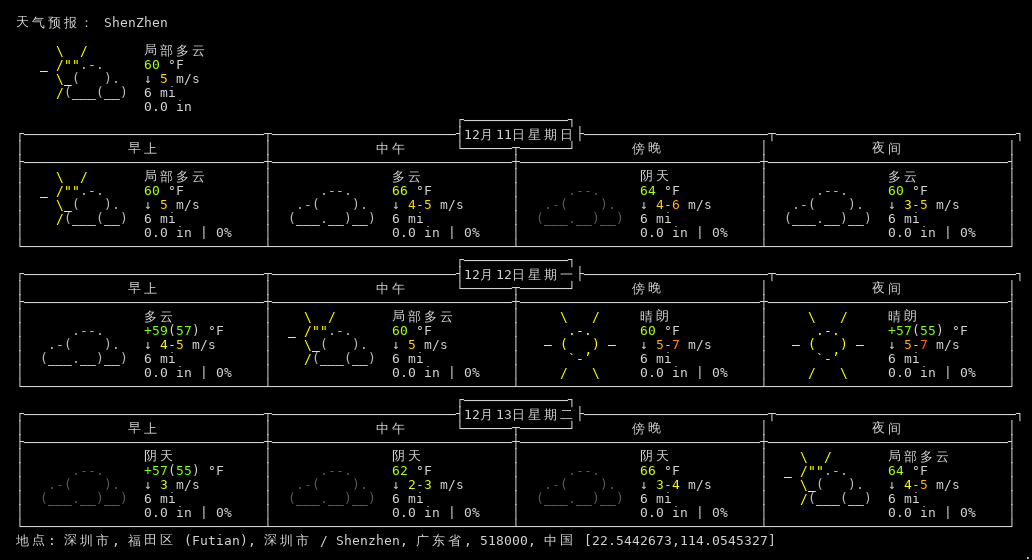 天气预报： ShenZhen
局部多云
60 °F
↓ 5 m/s
6 mi
0.0 in
12月11日星期日
早上 中午 傍晚 夜间
局部多云 多云 阴天 多云
60 °F 66 °F 64 °F 60 °F
↓ 5 m/s ↓ 4-5 m/s ↓ 4-6 m/s ↓ 3-5 m/s
6 mi 6 mi 6 mi 6 mi
0.0 in | 0% 0.0 in | 0% 0.0 in | 0% 0.0 in | 0%
12月12日星期一
早上 中午 傍晚 夜间
多云 局部多云 晴朗 晴朗
+59(57) °F 60 °F 60 °F +57(55) °F
↓ 4-5 m/s ↓ 5 m/s ↓ 5-7 m/s ↓ 5-7 m/s
6 mi 6 mi 6 mi 6 mi
0.0 in | 0% 0.0 in | 0% 0.0 in | 0% 0.0 in | 0%
12月13日星期二
早上 中午 傍晚 夜间
阴天 阴天 阴天 局部多云
+57(55) °F 62 °F 66 °F 64 °F
↓ 3 m/s ↓ 2-3 m/s ↓ 3-4 m/s ↓ 4-5 m/s
6 mi 6 mi 6 mi 6 mi
0.0 in | 0% 0.0 in | 0% 0.0 in | 0% 0.0 in | 0%
地点: 深圳市, 福田区 (Futian), 深圳市 / Shenzhen, 广东省, 518000, 中国 [22.5442673,114.0545327]